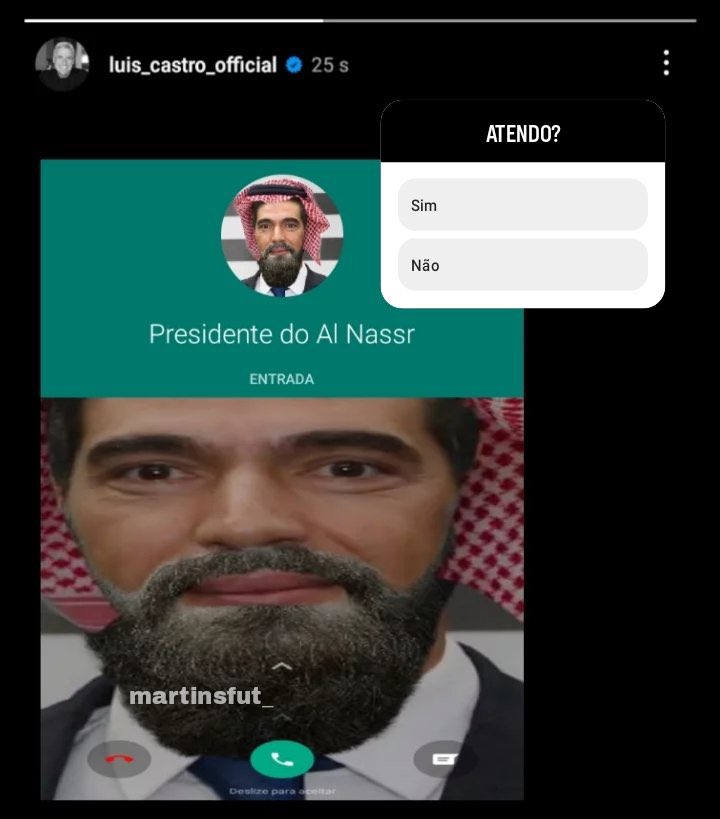 luis_castro_official 25 s
ATENDO?
Sim
Não
Presidente do Al Nassr
ENTRADA
martinsfut_
Deslize para aceitar